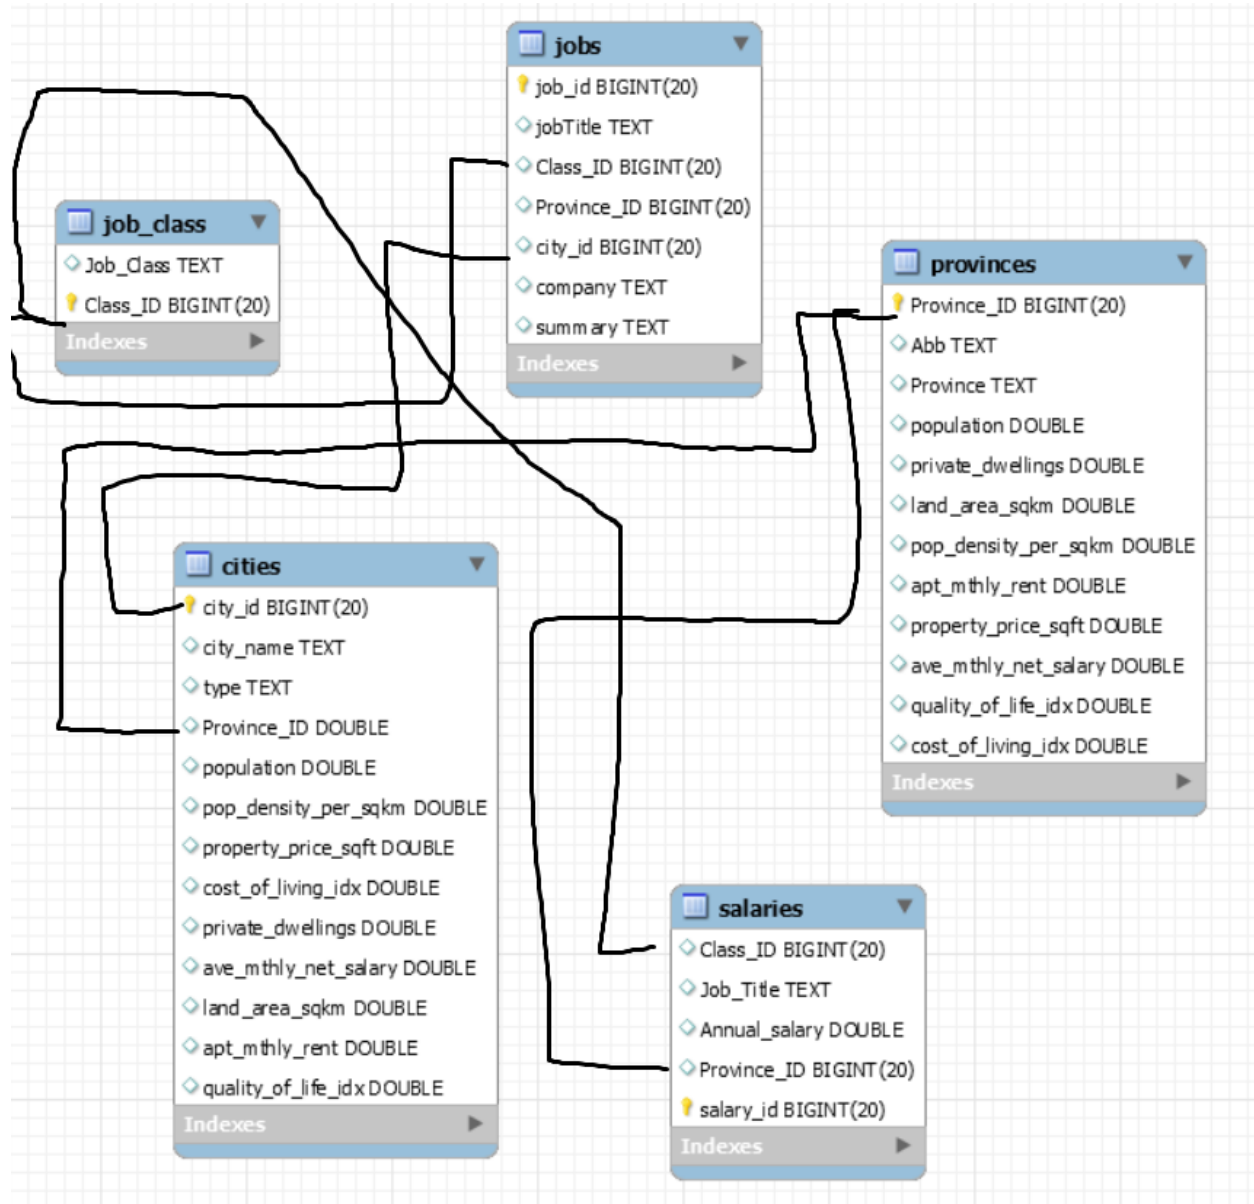 jobs
job_id BIGINT(20)
jobTitle TEXT
Class_ID BIGINT(20)
Province_ID BIGINT(20)
city_id BIGINT(20)
company TEXT
summary TEXT
Indexes
job_class
Job_Class TEXT
Class_ID BIGINT(20)
Indexes
provinces
Province_ID BIGINT(20)
Abb TEXT
Province TEXT
population DOUBLE
private_dwellings DOUBLE
land_area_sqkm DOUBLE
pop_density_per_sqkm DOUBLE
apt_mthly_rent DOUBLE
property_price_sqft DOUBLE
ave_mthly_net_salary DOUBLE
quality_of_life_idx DOUBLE
cost_of_living_idx DOUBLE
Indexes
cities
city_id BIGINT(20)
city_name TEXT
type TEXT
Province_ID DOUBLE
population DOUBLE
pop_density_per_sqkm DOUBLE
property_price_sqft DOUBLE
cost_of_living_idx DOUBLE
private_dwellings DOUBLE
ave_mthly_net_salary DOUBLE
land_area_sqkm DOUBLE
apt_mthly_rent DOUBLE
quality_of_life_idx DOUBLE
Indexes
salaries
Class_ID BIGINT(20)
Job_Title TEXT
Annual_salary DOUBLE
Province_ID BIGINT(20)
salary_id BIGINT(20)
Indexes